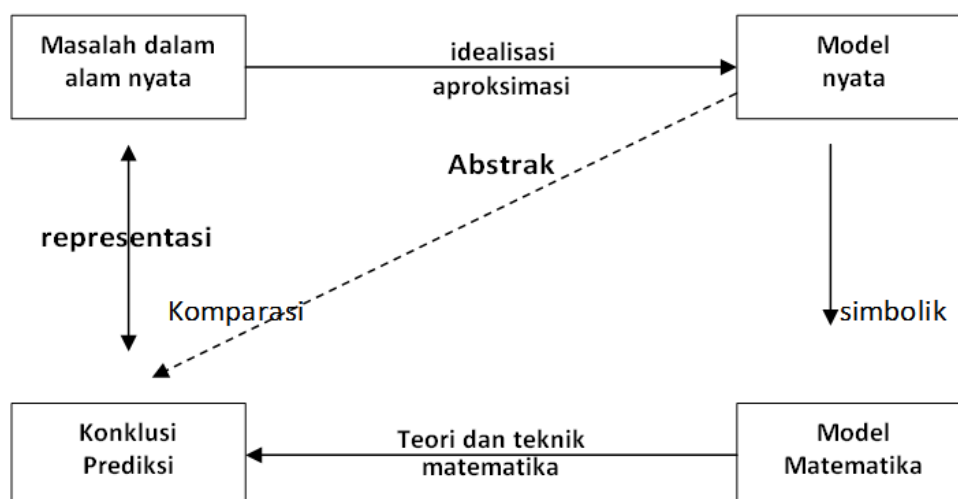 Masalah dalam
alam nyata
idealisasi
aproksimasi
Model
nyata
Abstrak
representasi
Komparasi
simbolik
Konklusi
Prediksi
Teori dan teknik
matematika
Model
Matematika